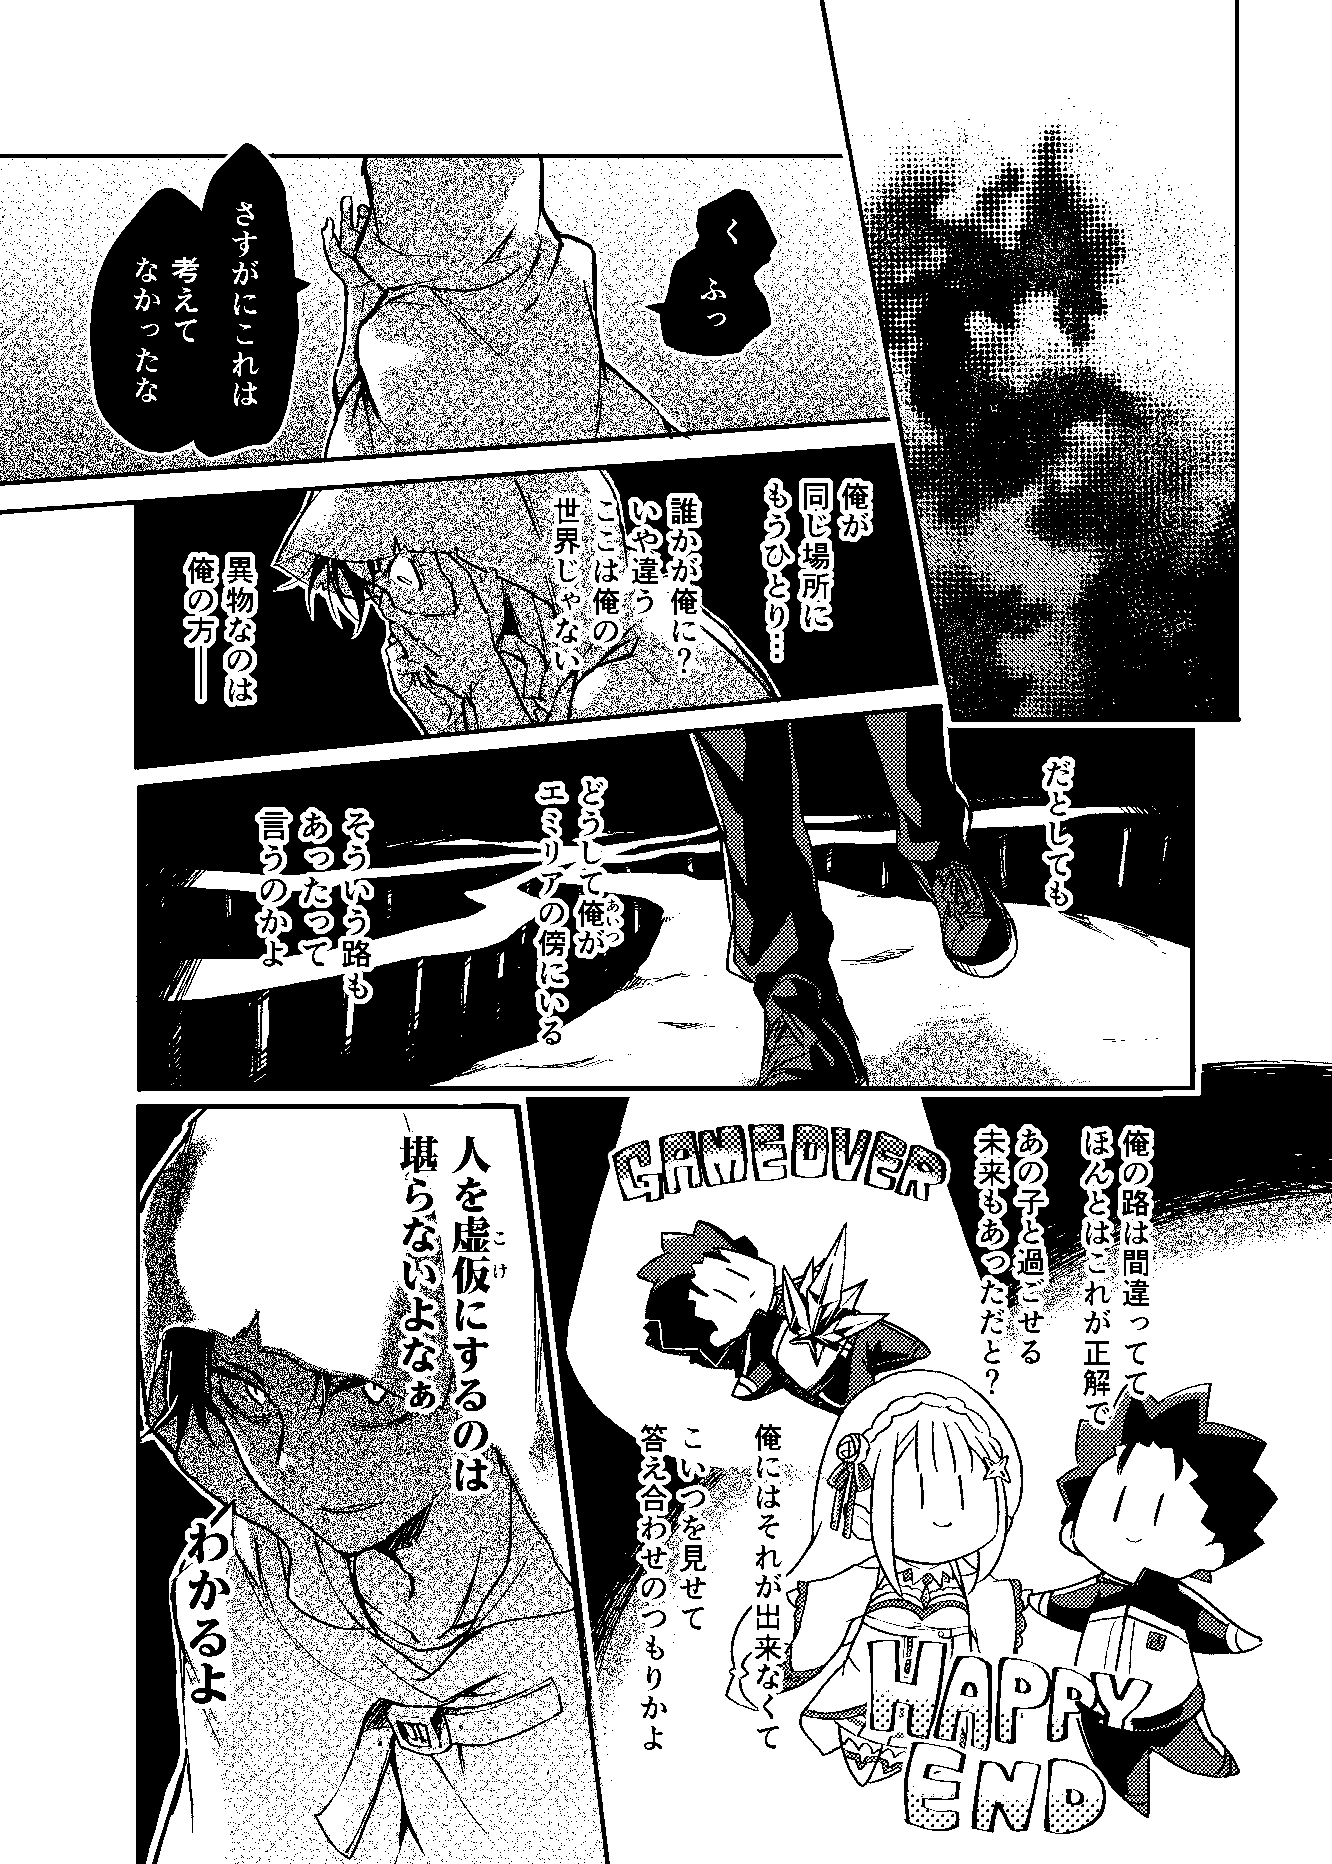 く
ふっ
さすがにこれは
考えて
なかったな
俺が
同じ場所に
もうひとり…
誰かが俺に?
いや違う
ここは俺の
世界じゃない
異物なのは
俺の方――
だとしても
どうして俺が
あいつ
エミリアの傍にいる
そういう路も
あったって
言うのかよ
俺の路は間違ってて
ほんとはこれが正解で
あの子と過ごせる
未来もあっただと?
GAMEOVER
俺にはそれが出来なくて
こいつを見せて
答え合わせのつもりかよ
HAPPY
END
人を虚仮にするのは
こけ
堪らないよなぁ
わかるよ